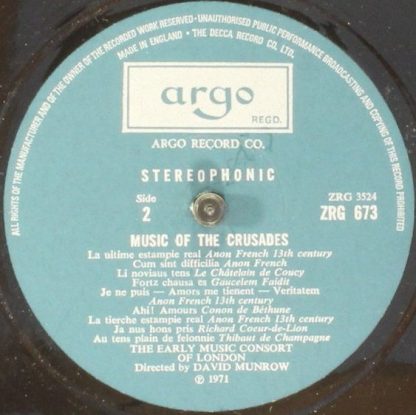 ALL RIGHTS OF THE MANUFACTURER AND OF THE OWNER OF THE RECORDED WORK RESERVED · UNAUTHORISED PUBLIC PERFORMANCE BROADCASTING AND COPYING OF THIS RECORD PROHIBITED
MADE IN ENGLAND · THE DECCA RECORD CO. LTD.
argo
REGD.
ARGO RECORD CO.
STEREOPHONIC
Side
2
ZRG 3524
ZRG 673
MUSIC OF THE CRUSADES
La ultime estampie real Anon French 13th century
Cum sint difficilia Anon French
Li noviaus tens Le Châtelain de Coucy
Fortz chausa es Gaucelem Faidit
Je ne puis — Amors me tienent — Veritatem
Anon French 13th century
Ahi! Amours Conon de Béthune
La tierche estampie real Anon French 13th century
Ja nus hons pris Richard Coeur-de-Lion
Au tens plain de felonnie Thibaut de Champagne
THE EARLY MUSIC CONSORT
OF LONDON
Directed by DAVID MUNROW
℗ 1971